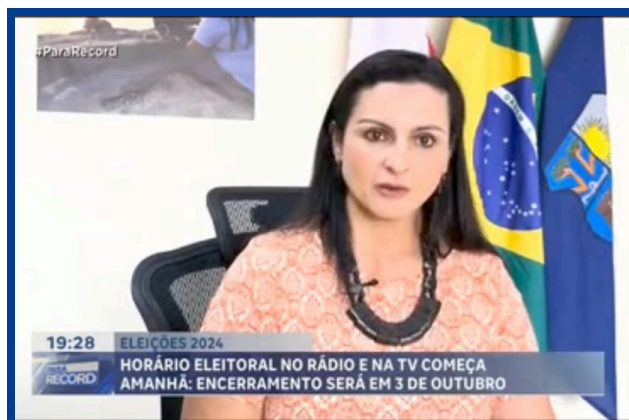 #ParaRecord
19:28
ELEIÇÕES 2024
HORÁRIO ELEITORAL NO RÁDIO E NA TV COMEÇA
AMANHÃ: ENCERRAMENTO SERÁ EM 3 DE OUTUBRO
RECORD